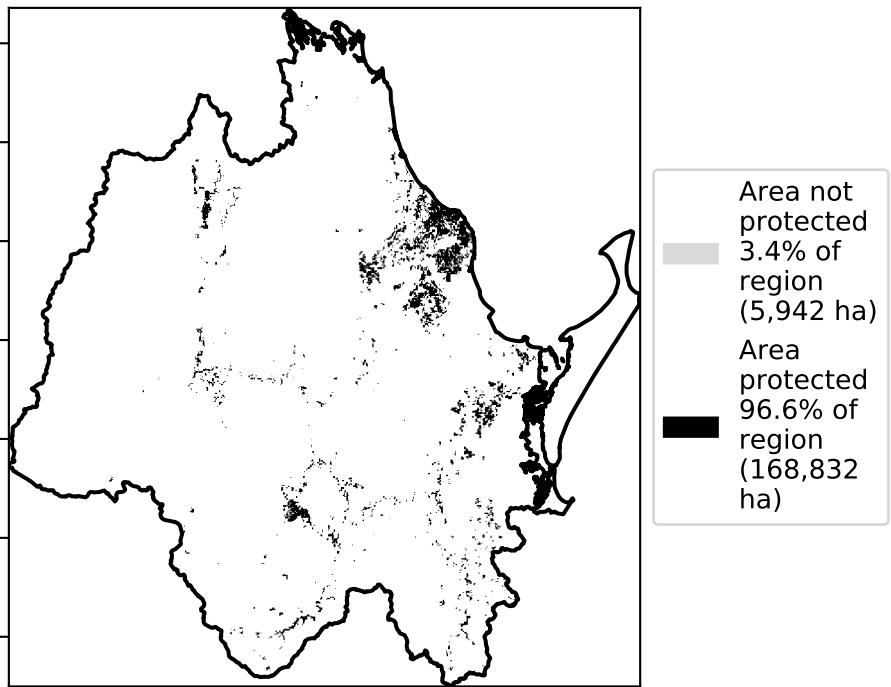 Area not
protected
3.4% of
region
(5,942 ha)
Area
protected
96.6% of
region
(168,832
ha)